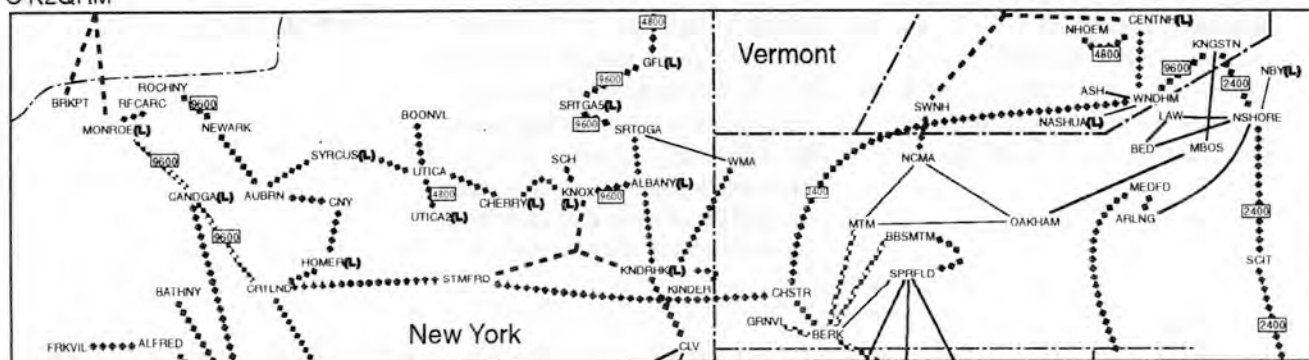 4800
CENTNH(L)
NHOEM
4800
KNGSTN
Vermont
GFL(L)
9600
9600
2400
NBY(L)
ROCHNY
BRKPT
RFCARC
9600
SRTGA5(L)
9600
ASH
WNDHM
SWNH
NASHUA(L)
LAW
NSHORE
MONROE(L)
NEWARK
BOONVL
SRTOGA
BED
MBOS
SYRCUS(L)
SCH
WMA
NCMA
9600
UTICA
CANDGA(L)
AUBRN
4800
CNY
CHERRY(L)
KNOX
(L)
9600
ALBANY(L)
2400
MEDFD
ARLNG
2400
UTICA2(L)
MTM
OAKHAM
9600
BBSMTM
HOMER(L)
STMFRD
KNDRHK(L)
SPRFLD
SCIT
BATHNY
CRTLND
KINDER
CHSTR
GRNVL
BERK
2400
New York
FRKVIL
ALFRED
CLV